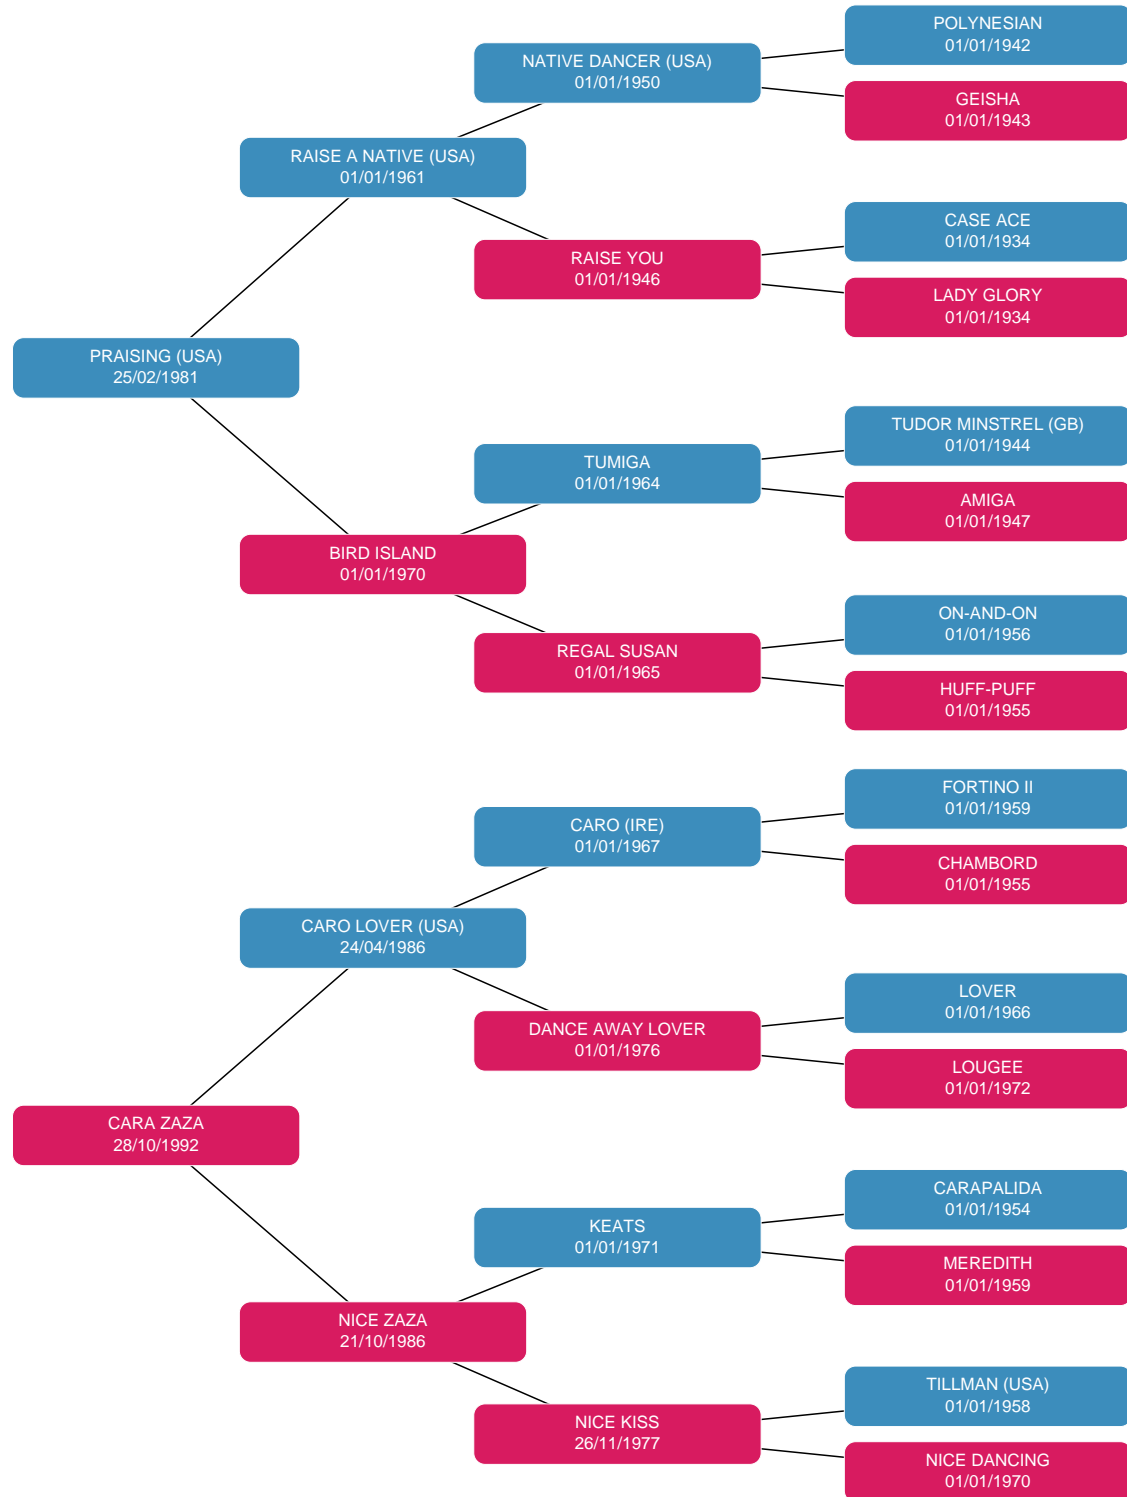 POLYNESIAN
01/01/1942
NATIVE DANCER (USA)
01/01/1950
GEISHA
01/01/1943
RAISE A NATIVE (USA)
01/01/1961
CASE ACE
01/01/1934
RAISE YOU
01/01/1946
LADY GLORY
01/01/1934
PRAISING (USA)
25/02/1981
TUDOR MINSTREL (GB)
01/01/1944
TUMIGA
01/01/1964
AMIGA
01/01/1947
BIRD ISLAND
01/01/1970
ON-AND-ON
01/01/1956
REGAL SUSAN
01/01/1965
HUFF-PUFF
01/01/1955
FORTINO II
01/01/1959
CARO (IRE)
01/01/1967
CHAMBORD
01/01/1955
CARO LOVER (USA)
24/04/1986
LOVER
01/01/1966
DANCE AWAY LOVER
01/01/1976
LOUGEE
01/01/1972
CARA ZAZA
28/10/1992
CARAPALIDA
01/01/1954
KEATS
01/01/1971
MEREDITH
01/01/1959
NICE ZAZA
21/10/1986
TILLMAN (USA)
01/01/1958
NICE KISS
26/11/1977
NICE DANCING
01/01/1970